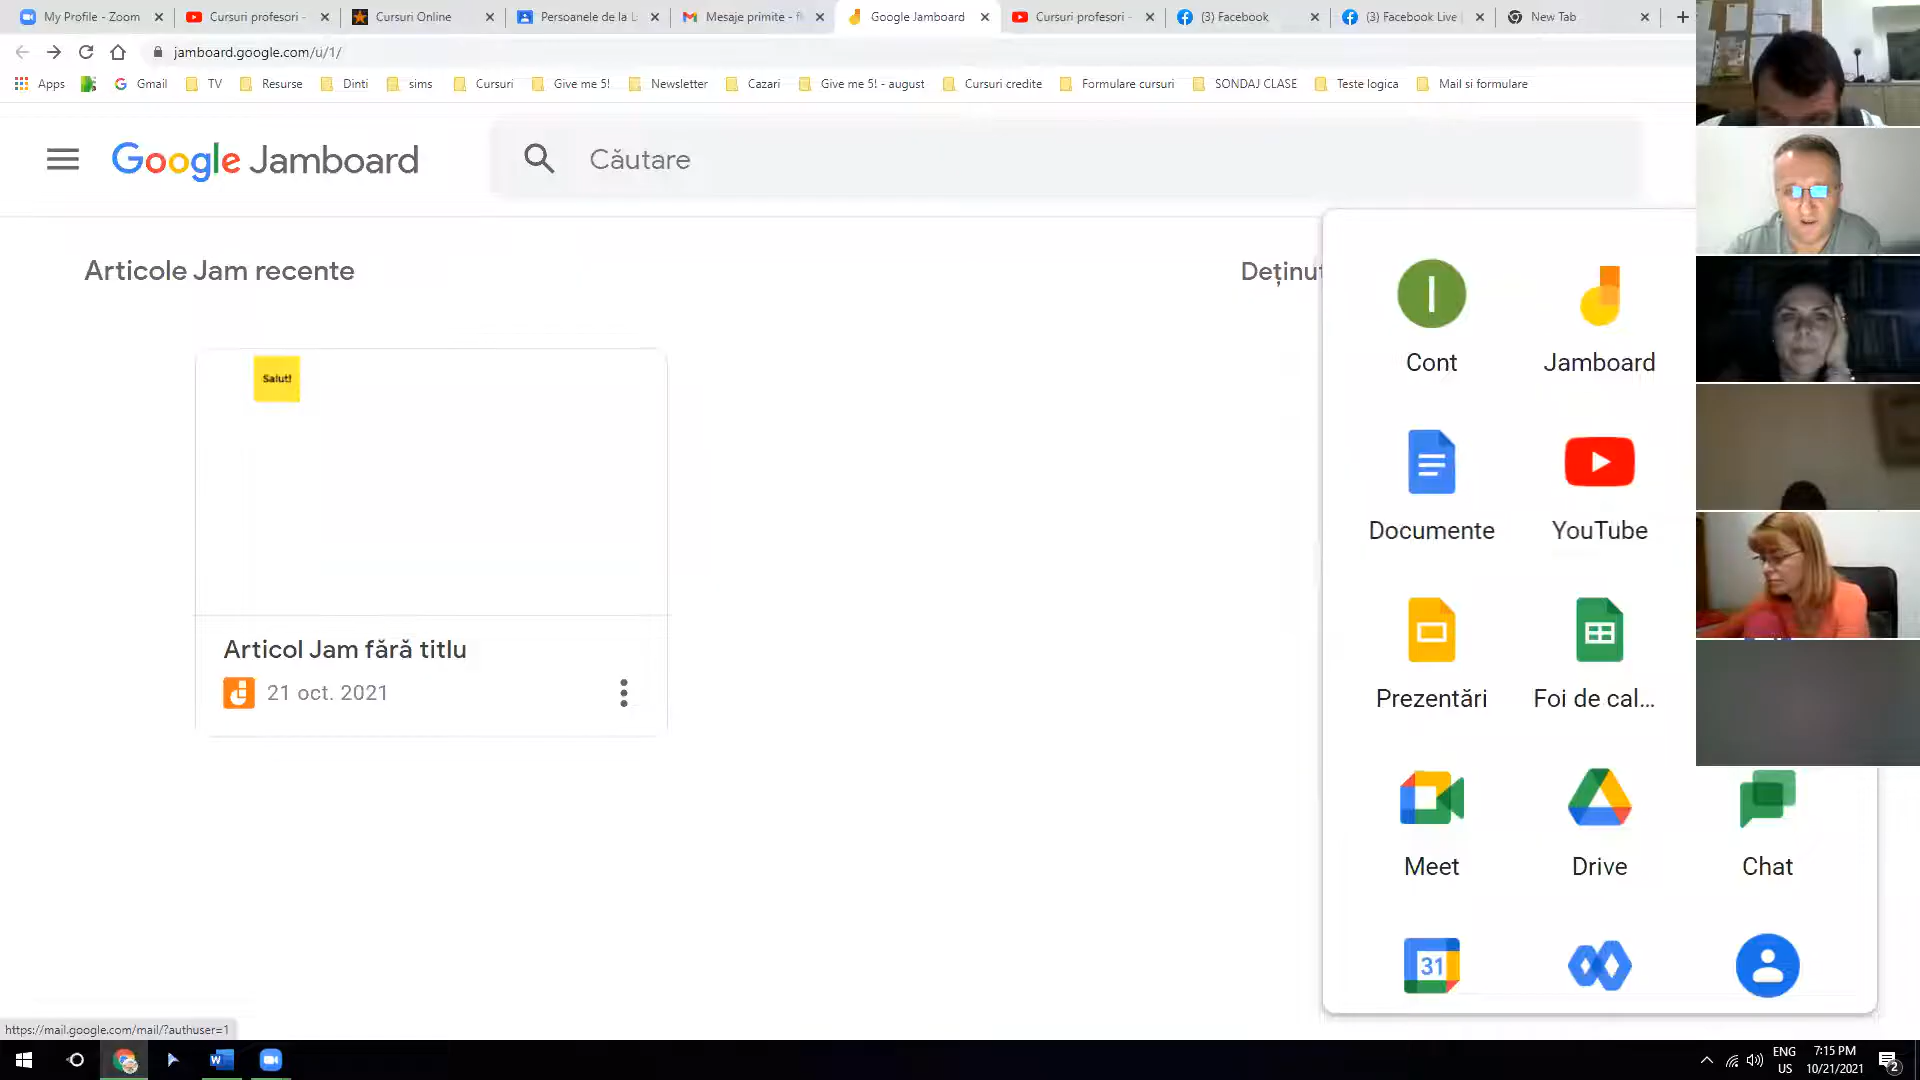 My Profile - Zoom
Cursuri profesori -
Cursuri Online
Persoanele de la L
Mesaje primite - fl
Google Jamboard
Cursuri profesori -
(3) Facebook
(3) Facebook Live
New Tab
jamboard.google.com/u/1/
Apps
Gmail
TV
Resurse
Dinti
sims
Cursuri
Give me 5!
Newsletter
Cazari
Give me 5! - august
Cursuri credite
Formulare cursuri
SONDAJ CLASE
Teste logica
Mail si formulare
Google Jamboard
Căutare
Articole Jam recente
Deținut
Salut!
Articol Jam fără titlu
21 oct. 2021
Cont
Jamboard
Documente
YouTube
Prezentări
Foi de cal...
Meet
Drive
Chat
31
https://mail.google.com/mail/?authuser=1
ENG
US
7:15 PM
10/21/2021
2